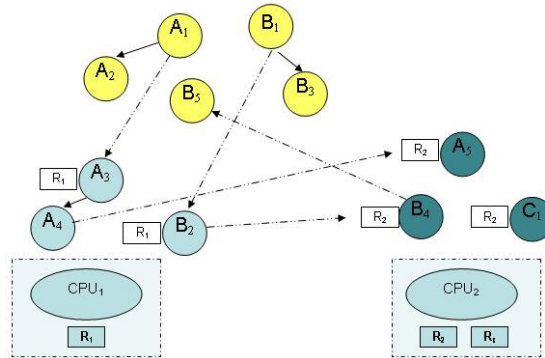 A₁
B₁
A₂
B₃
B₅
R₂
A₅
R₁
A₃
A₄
R₁
B₂
R₂
B₄
R₂
C₁
CPU₁
R₁
CPU₂
R₂